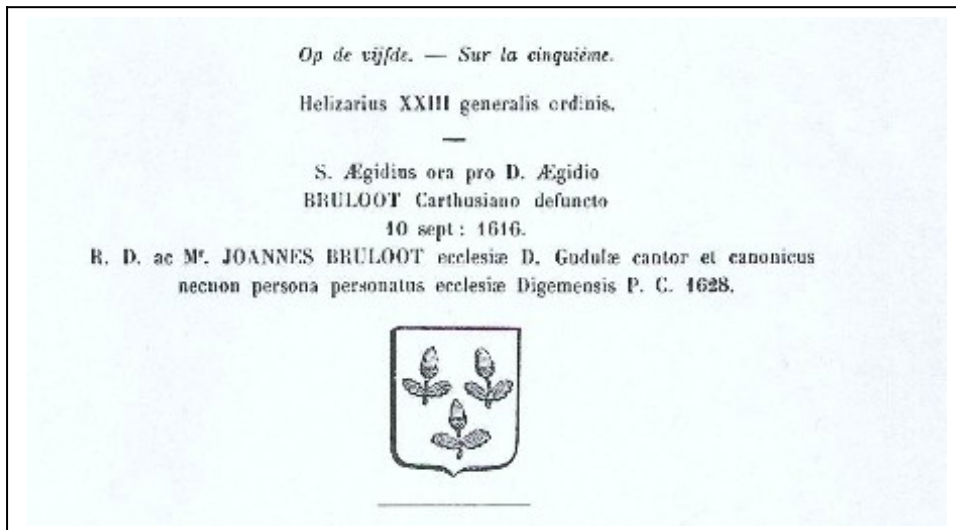 Op de vijfde. — Sur la cinquième.
Helizarius XXIII generalis ordinis.
S. Ægidius ora pro D. Ægidio
BRULOOT Carthusiano defuncto
10 sept: 1616.
R. D. ac Mr. JOANNES BRULOOT ecclesiæ D. Gudulæ cantor et canonicus
necnon persona personatus ecclesiæ Digemensis P. C. 1628.